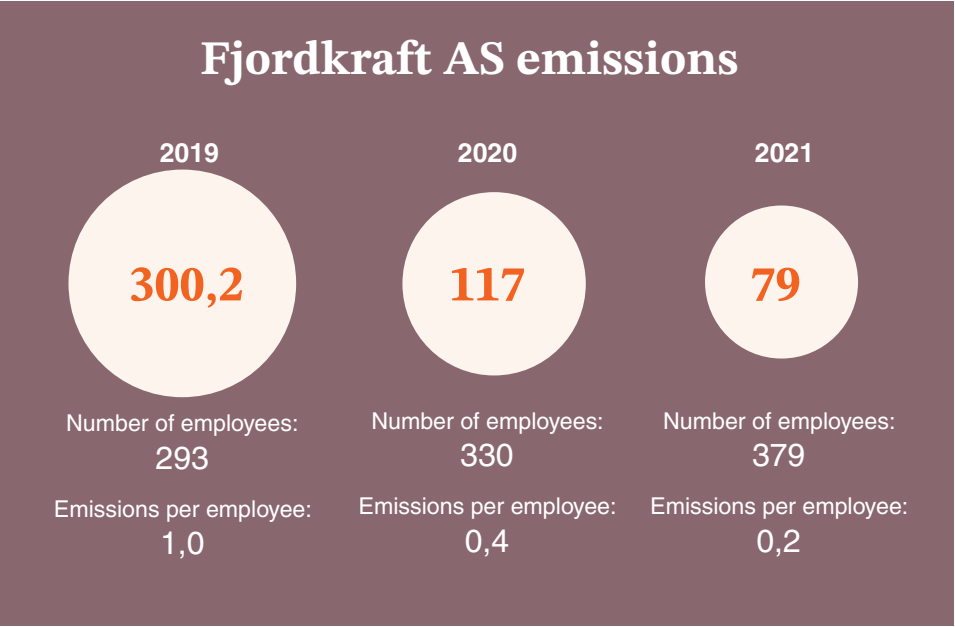 Fjordkraft AS emissions
2019
2020
2021
300,2
117
79
Number of employees:
293
Number of employees:
330
Number of employees:
379
Emissions per employee:
1,0
Emissions per employee:
0,4
Emissions per employee:
0,2